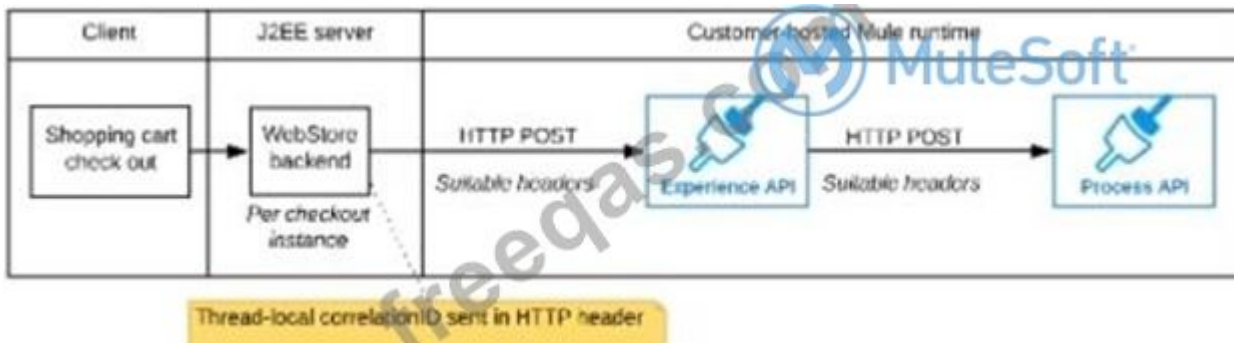 Client
J2EE server
Customer-hosted Mule runtime
MuleSoft
Shopping cart
check out
WebStore
backend
Per checkout
instance
HTTP POST
Suitable headers
Experience API
HTTP POST
Suitable headers
Process API
Thread-local correlationID sent in HTTP header
freeqas.com